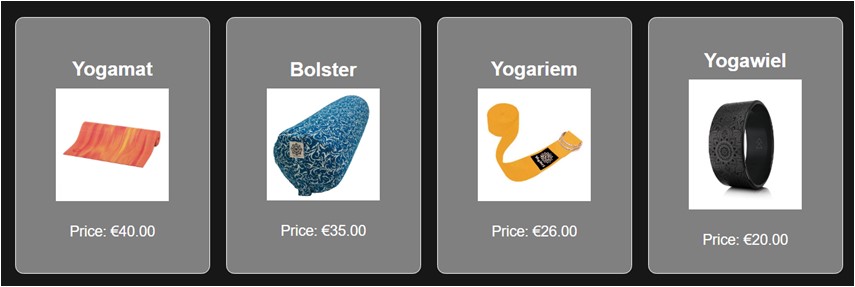 Yogamat
Price: €40.00
Bolster
Price: €35.00
Yogariem
Price: €26.00
Yogawiel
Price: €20.00